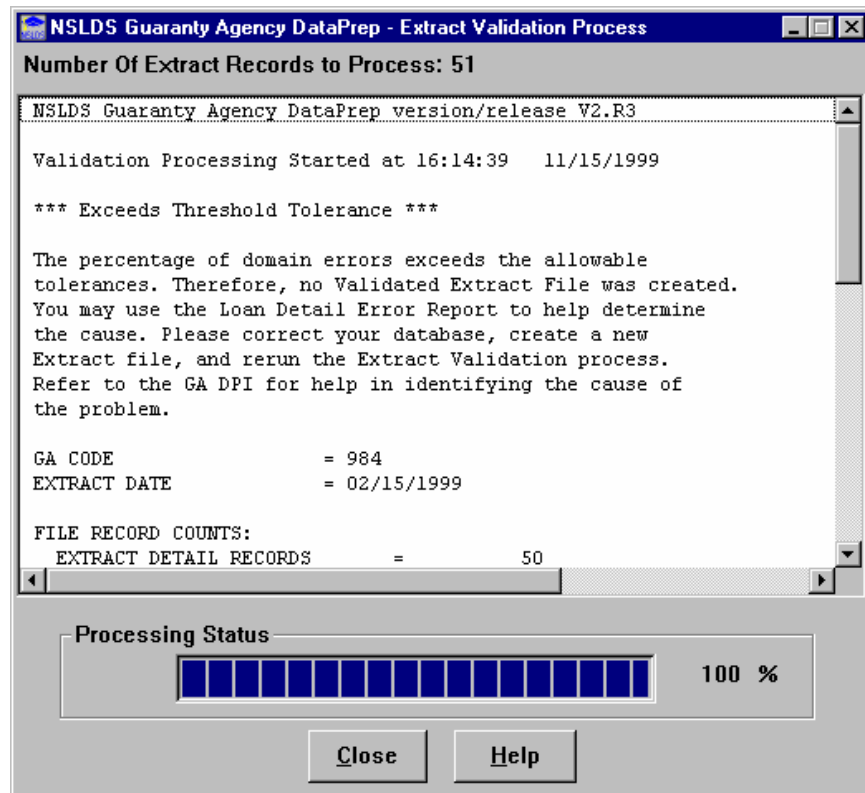 NSLDS Guaranty Agency DataPrep - Extract Validation Process
Number Of Extract Records to Process: 51
NSLDS Guaranty Agency DataPrep version/release V2.R3
Validation Processing Started at 16:14:39   11/15/1999
*** Exceeds Threshold Tolerance ***
The percentage of domain errors exceeds the allowable
tolerances. Therefore, no Validated Extract File was created.
You may use the Loan Detail Error Report to help determine
the cause. Please correct your database, create a new
Extract file, and rerun the Extract Validation process.
Refer to the GA DPI for help in identifying the cause of
the problem.
GA CODE = 984
EXTRACT DATE = 02/15/1999
FILE RECORD COUNTS:
EXTRACT DETAIL RECORDS = 50
Processing Status
100 %
Close Help